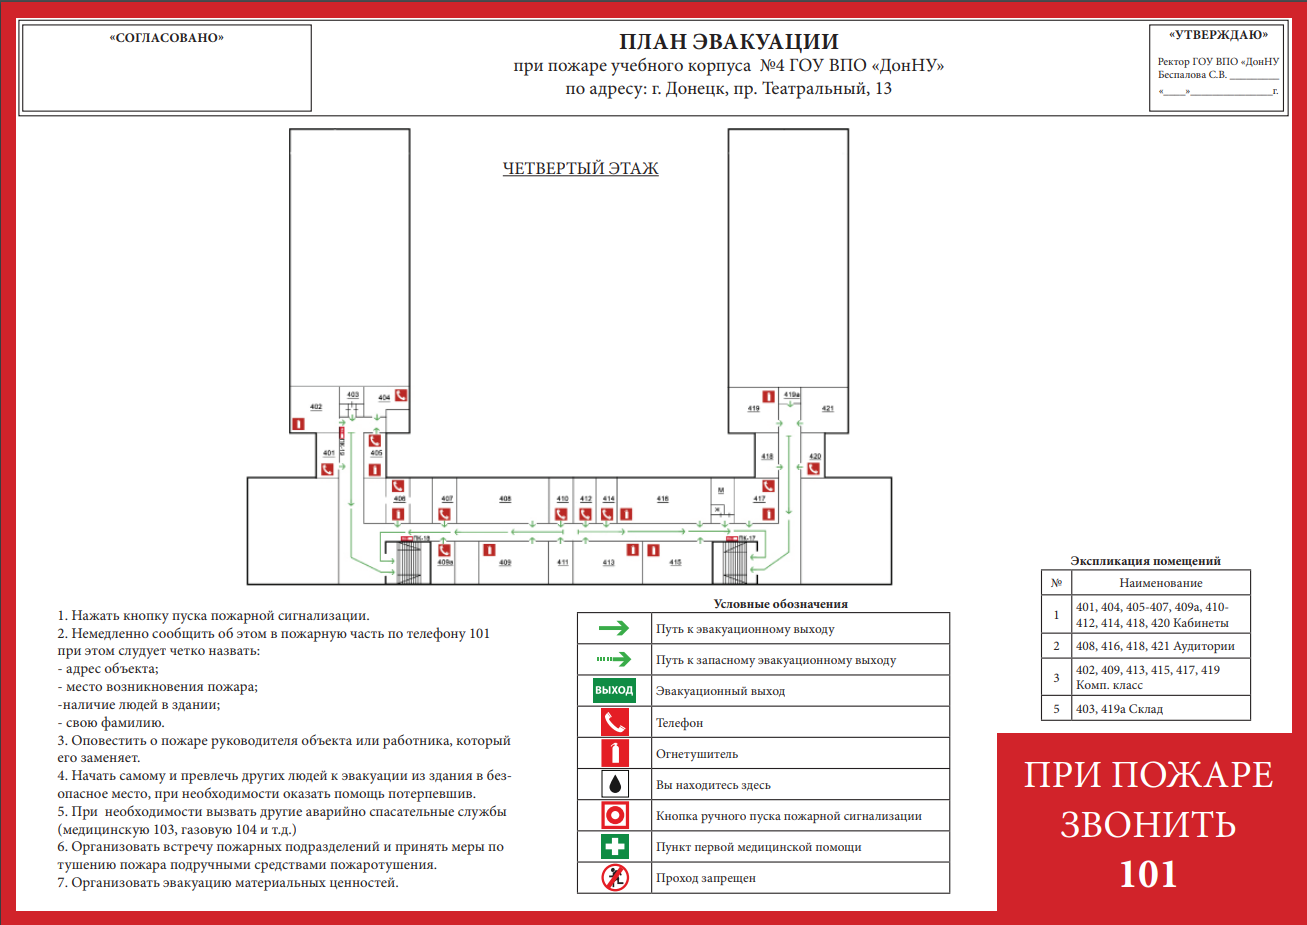 «СОГЛАСОВАНО»
ПЛАН ЭВАКУАЦИИ
при пожаре учебного корпуса №4 ГОУ ВПО «ДонНУ»
по адресу: г. Донецк, пр. Театральный, 13
«УТВЕРЖДАЮ»
Ректор ГОУ ВПО «ДонНУ
Беспалова С.В. _________
«____»_______________г.
ЧЕТВЕРТЫЙ ЭТАЖ
402
403
404
419
419а
421
401
ПК-19
405
418
420
406
407
408
410
412
414
416
М
Ж
417
ПК-18
ПК-17
409а
409
411
413
415
1. Нажать кнопку пуска пожарной сигнализации.
2. Немедленно сообщить об этом в пожарную часть по телефону 101
при этом слудует четко назвать:
- адрес объекта;
- место возникновения пожара;
-наличие людей в здании;
- свою фамилию.
3. Оповестить о пожаре руководителя объекта или работника, который
его заменяет.
4. Начать самому и превлечь других людей к эвакуации из здания в без-
опасное место, при необходимости оказать помощь потерпевшив.
5. При необходимости вызвать другие аварийно спасательные службы
(медицинскую 103, газовую 104 и т.д.)
6. Организовать встречу пожарных подразделений и принять меры по
тушению пожара подручными средствами пожаротушения.
7. Организовать эвакуацию материальных ценностей.
Условные обозначения
Путь к эвакуационному выходу
Путь к запасному эвакуационному выходу
ВЫХОД Эвакуационный выход
Телефон
Огнетушитель
Вы находитесь здесь
Кнопка ручного пуска пожарной сигнализации
Пункт первой медицинской помощи
Проход запрещен
Экспликация помещений
№ Наименование
1 401, 404, 405-407, 409а, 410-
412, 414, 418, 420 Кабинеты
2 408, 416, 418, 421 Аудитории
3 402, 409, 413, 415, 417, 419
Комп. класс
5 403, 419а Склад
ПРИ ПОЖАРЕ
ЗВОНИТЬ
101